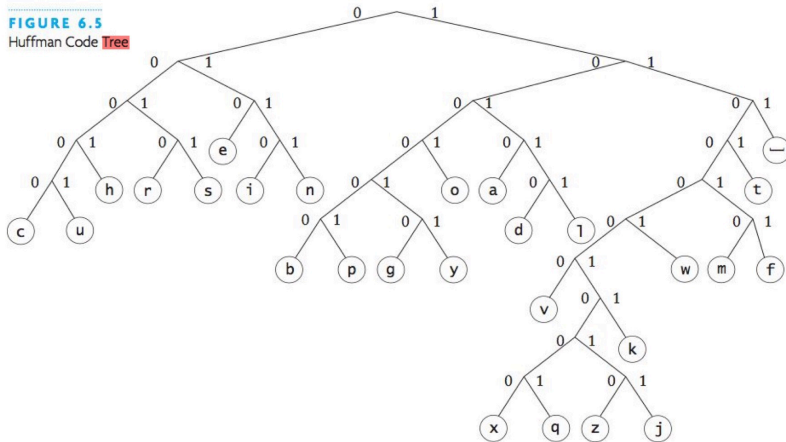 FIGURE 6.5
Huffman Code Tree
0 1
0 1 0 1
0 1 0 1 0 1 0 1
0 1 0 1 e 0 1 0 1 0 1 0 1 ⎵
0 1 h r s i n 0 1 o a 0 1 0 1 t
c u 0 1 0 1 d l 0 1 0 1
b p g y 0 1 w m f
v 0 1
0 1 k
0 1 0 1
x q z j